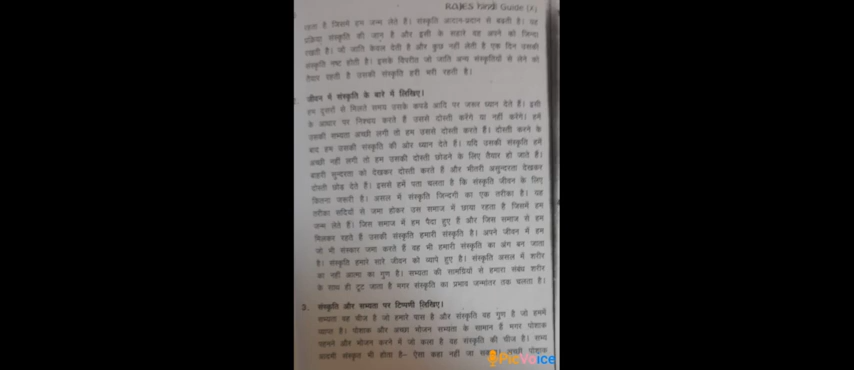 RAJES hindi Guide (X)
रहता है जिसमें हम जन्म लेते हैं। संस्कृति आदान-प्रदान से बढ़ती है। यह
प्रक्रिया संस्कृति की जान है और इसी के सहारे वह अपने को जिन्दा
रखती है। जो जाति केवल देती है और कुछ नहीं लेती है एक दिन उसकी
संस्कृति नष्ट होती है। इसके विपरीत जो जाति अन्य संस्कृतियों से लेने को
तैयार रहती है उसकी संस्कृति हरी भरी रहती है।
जीवन में संस्कृति के बारे में लिखिए।
हम दूसरों से मिलते समय उसके कपडे आदि पर जरूर ध्यान देते हैं। इसी
के आधार पर निश्चय करते हैं उससे दोस्ती करेंगे या नहीं करेंगे। हमें
उसकी सभ्यता अच्छी लगी तो हम उससे दोस्ती करते हैं। दोस्ती करने के
बाद हम उसकी संस्कृति की ओर ध्यान देते है। यदि उसकी संस्कृति हमें
अच्छी नहीं लगी तो हम उसकी दोस्ती छोडने के लिए तैयार हो जाते हैं।
बाहरी सुन्दरता को देखकर दोस्ती करते हैं और भीतरी असुन्दरता देखकर
दोस्ती छोड देते है। इससे हमें पता चलता है कि संस्कृति जीवन के लिए
कितना जरूरी है। असल में संस्कृति जिन्दगी का एक तरीका है। यह
तरीका सदियों से जमा होकर उस समाज में छाया रहता है जिसमें हम
जन्म लेते हैं। जिस समाज में हम पैदा हुए है और जिस समाज से हम
मिलकर रहते हैं उसकी संस्कृति हमारी संस्कृति है। अपने जीवन में हम
जो भी संस्कार जमा करते हैं वह भी हमारी संस्कृति का अंग बन जाता
है। संस्कृति हमारे सारे जीवन को व्यापे हुए है। संस्कृति असल में शरीर
का नहीं आत्मा का गुण है। सभ्यता की सामग्रियों से हमारा संबंध शरीर
के साथ ही टूट जाता है मगर संस्कृति का प्रभाव जन्मांतर तक चलता है।
3. संस्कृति और सभ्यता पर टिप्पणी लिखिए।
सभ्यता वह चीज है जो हमारे पास है और संस्कृति वह गुण है जो हममें
व्याप्त है। पोशाक और अच्छा भोजन सभ्यता के सामान हैं मगर पोशाक
पहनने और भोजन करने में जो कला है वह संस्कृति की चीज है। सभ्य
आदमी संस्कृत भी होता है- ऐसा कहा नहीं जा पोशाक
PicVoice